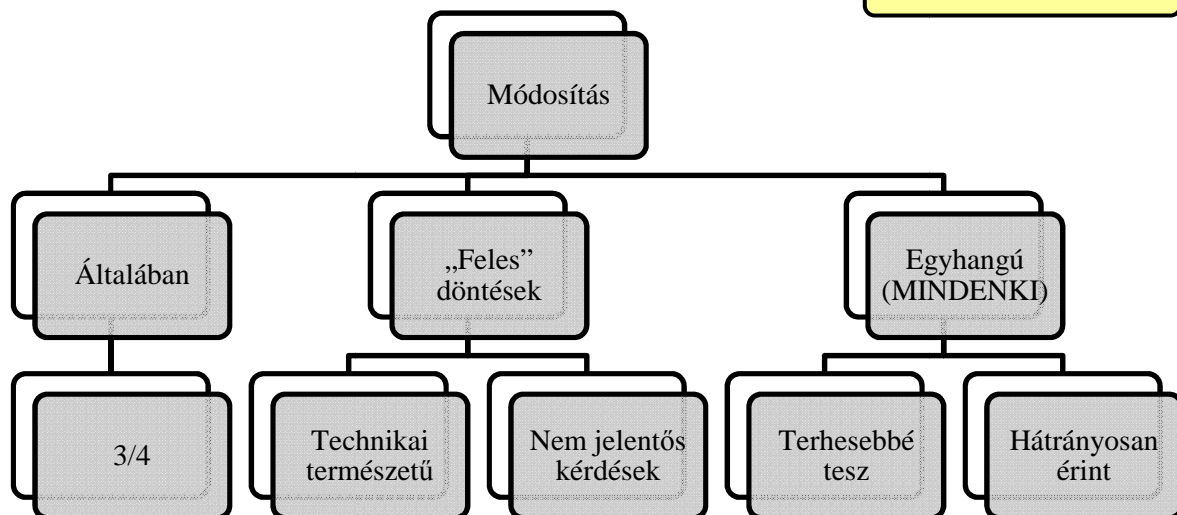 Módosítás
Általában
„Feles”
döntések
Egyhangú
(MINDENKI)
3/4
Technikai
természetű
Nem jelentős
kérdések
Terhesebbé
tesz
Hátrányosan
érint